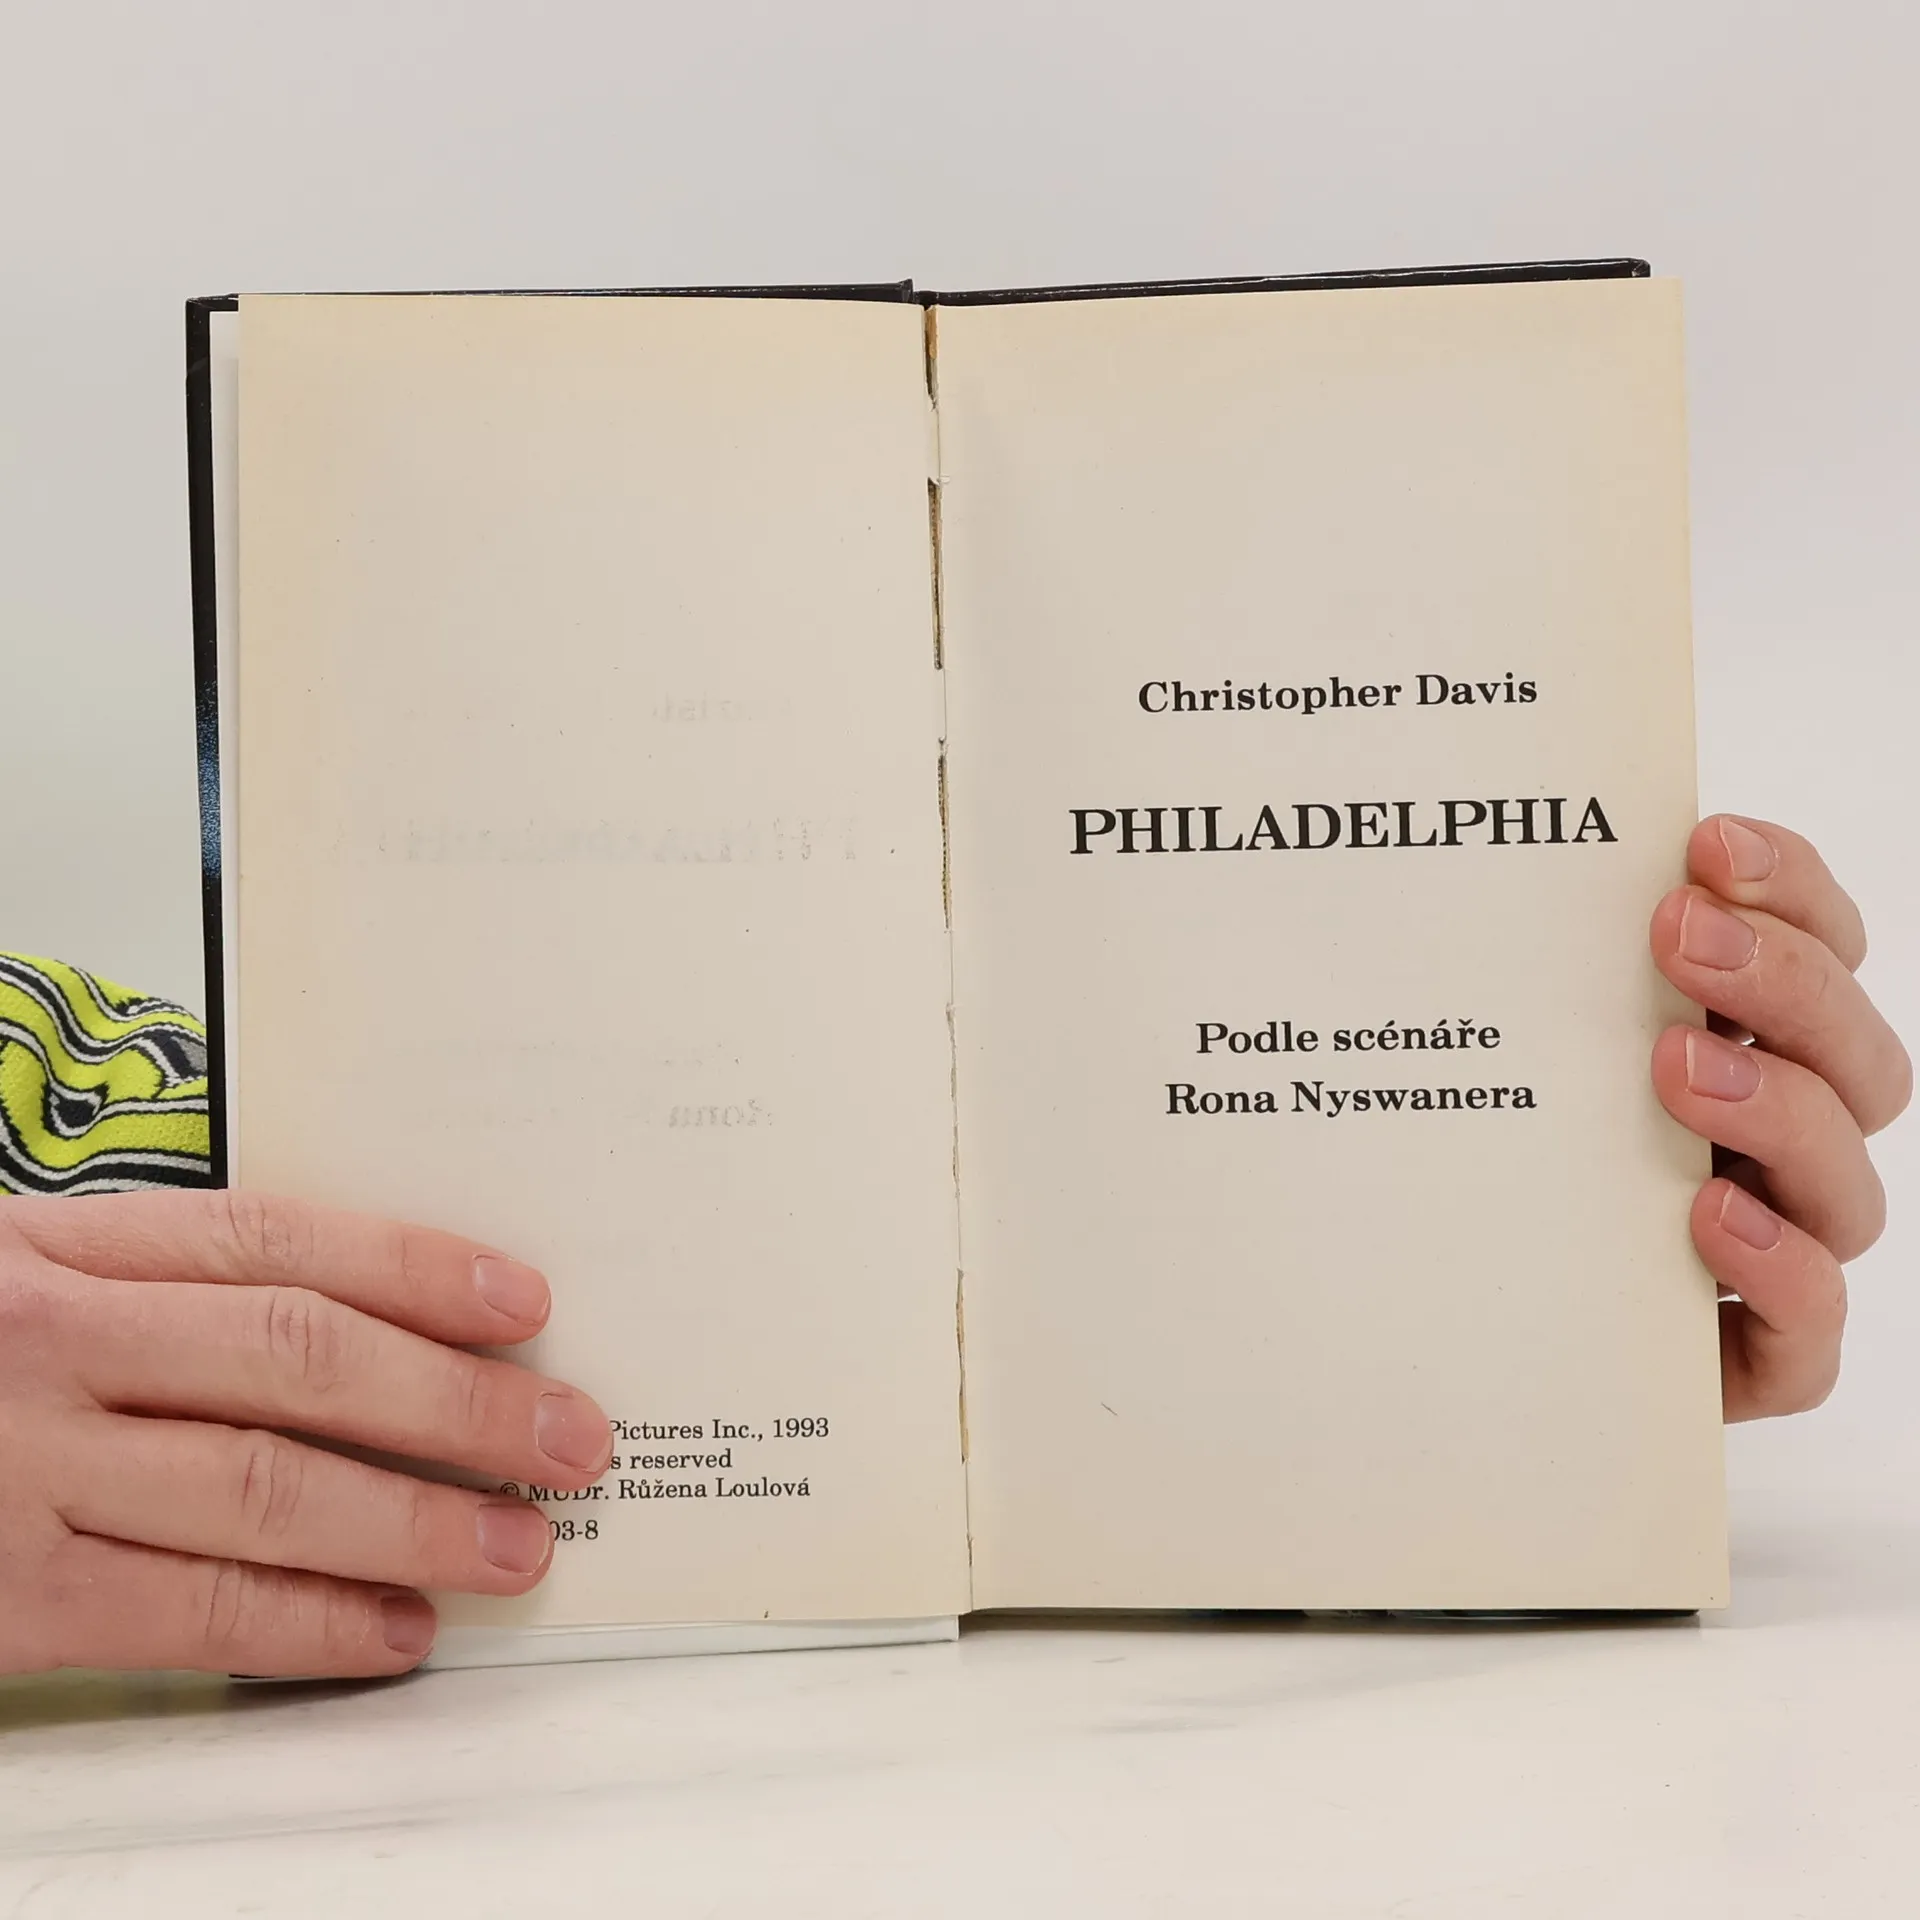 Pictures Inc., 1993
reserved
© MUDr. Růžena Loulová
03-8
Christopher Davis
PHILADELPHIA
Podle scénáře
Rona Nyswanera